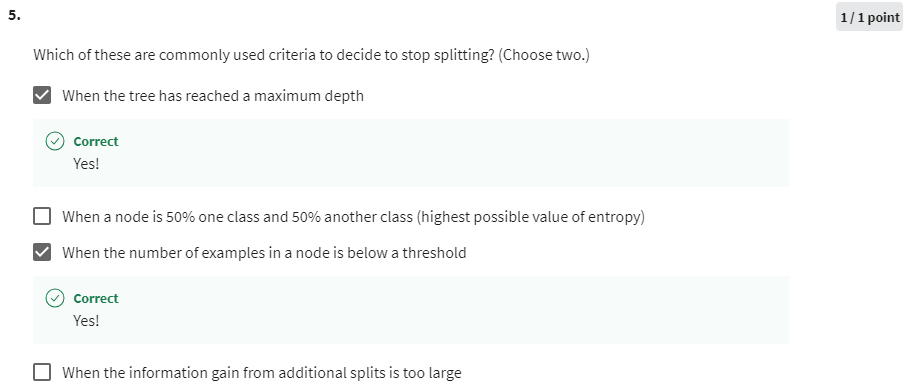 5.
1 / 1 point
Which of these are commonly used criteria to decide to stop splitting? (Choose two.)
When the tree has reached a maximum depth
Correct
Yes!
When a node is 50% one class and 50% another class (highest possible value of entropy)
When the number of examples in a node is below a threshold
Correct
Yes!
When the information gain from additional splits is too large